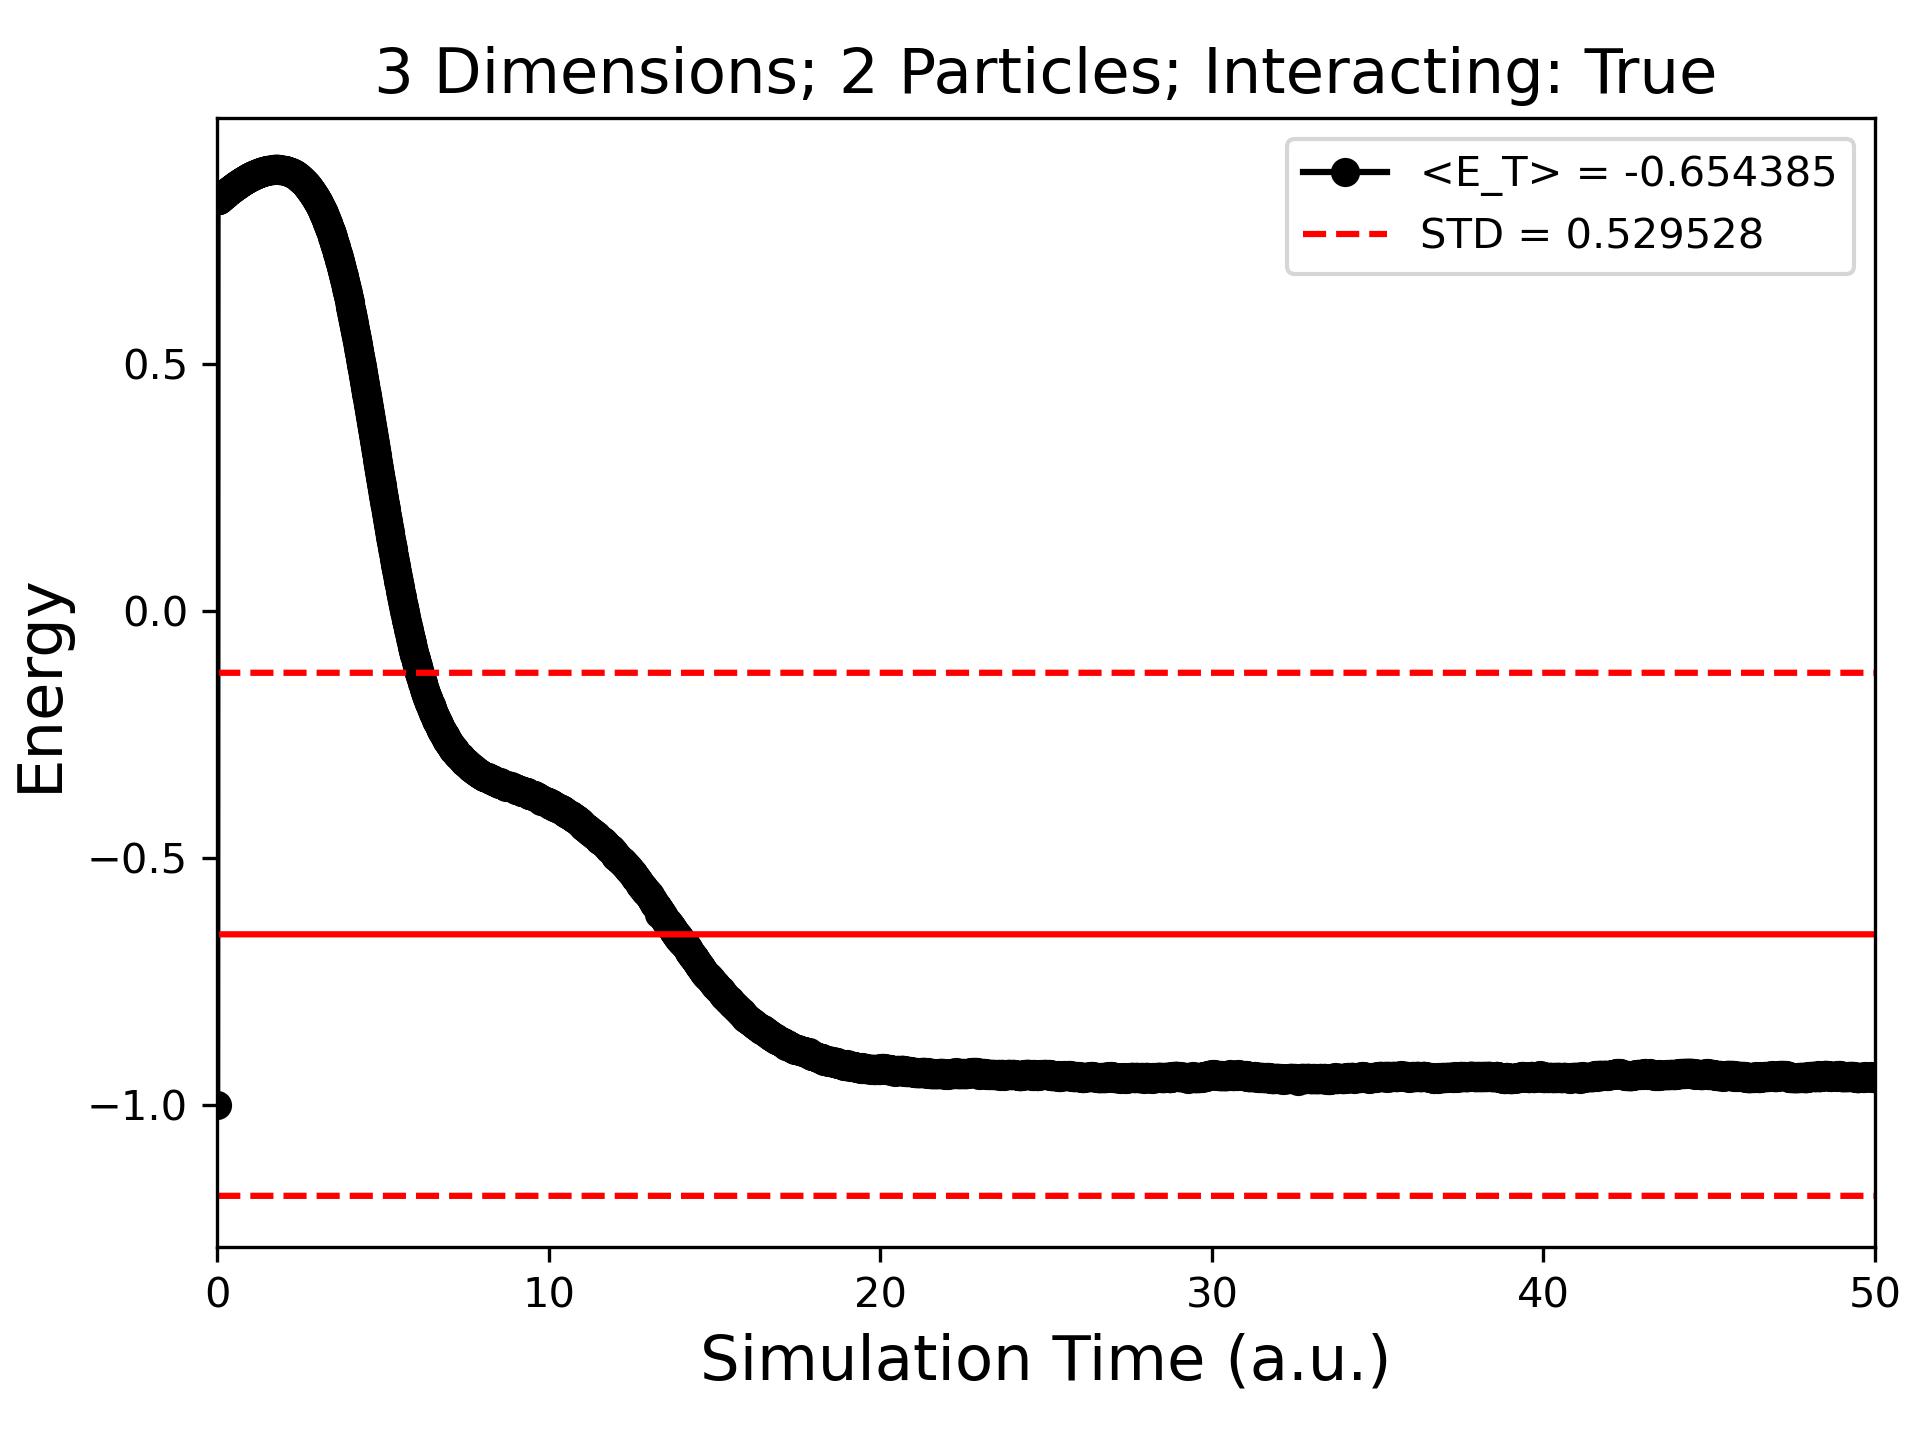 3 Dimensions; 2 Particles; Interacting: True
<E_T> = -0.654385
STD = 0.529528
Energy
0.5
0.0
−0.5
−1.0
0 10 20 30 40 50
Simulation Time (a.u.)